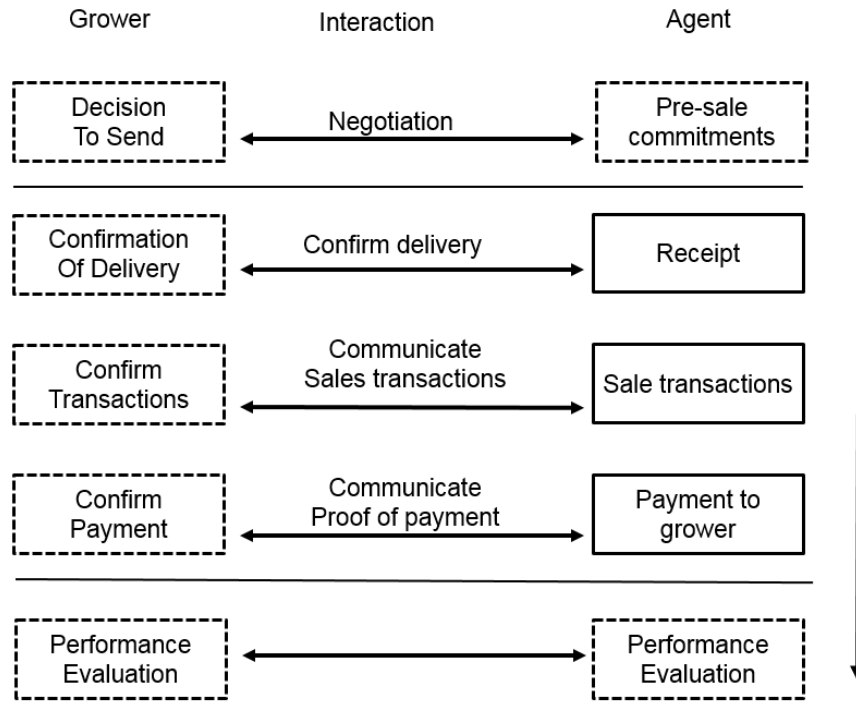 Grower
Interaction
Agent
Decision
To Send
Negotiation
Pre-sale
commitments
Confirmation
Of Delivery
Confirm delivery
Receipt
Confirm
Transactions
Communicate
Sales transactions
Sale transactions
Confirm
Payment
Communicate
Proof of payment
Payment to
grower
Performance
Evaluation
Performance
Evaluation